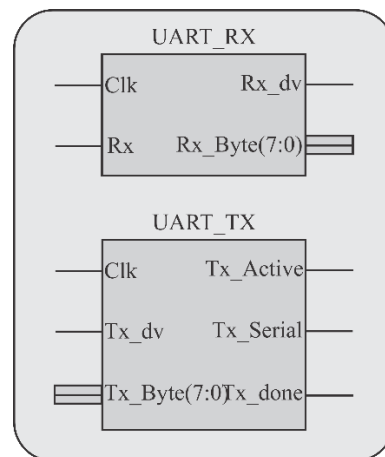 UART_RX
Clk Rx_dv
Rx Rx_Byte(7:0)
UART_TX
Clk Tx_Active
Tx_dv Tx_Serial
Tx_Byte(7:0) Tx_done